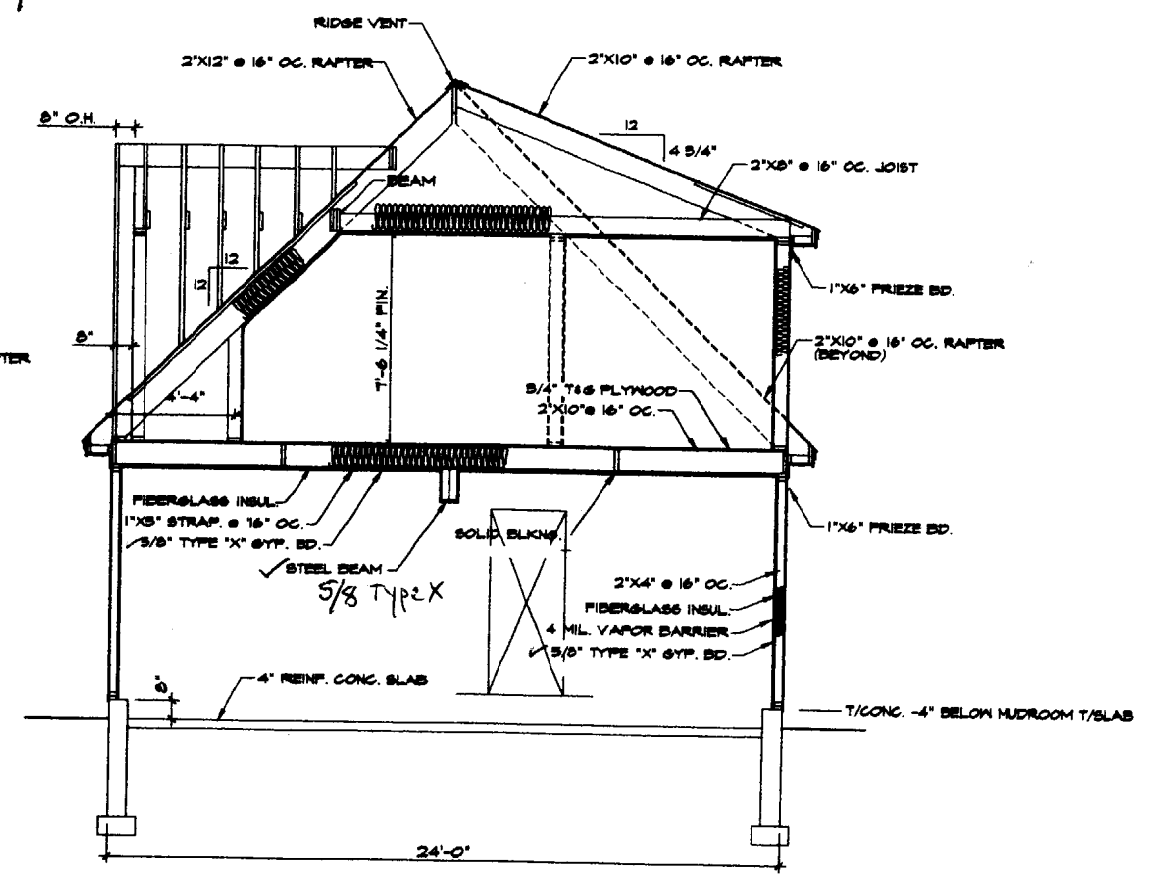 RIDGE VENT
2"X12" @ 16" OC. RAFTER
2"X10" @ 16" OC. RAFTER
8" O.H.
12
4 3/4"
2"X8" @ 16" OC. JOIST
BEAM
12
12
1"X6" FRIEZE BD.
7'-6 1/4" FIN.
8"
2"X10" @ 16" OC. RAFTER
(BEYOND)
TER
4'-4"
3/4" T&G PLYWOOD
2"X10"@ 16" OC.
FIBERGLASS INSUL.
1"X3" STRAP. @ 16" OC.
5/8" TYPE "X" GYP. BD.
SOLID BLKNG.
1"X6" FRIEZE BD.
STEEL BEAM
5/8 Type X
2"X4" @ 16" OC.
FIBERGLASS INSUL.
4 MIL. VAPOR BARRIER
5/8" TYPE "X" GYP. BD.
8"
4" REINF. CONC. SLAB
T/CONC. -4" BELOW MUDROOM T/SLAB
24'-0"